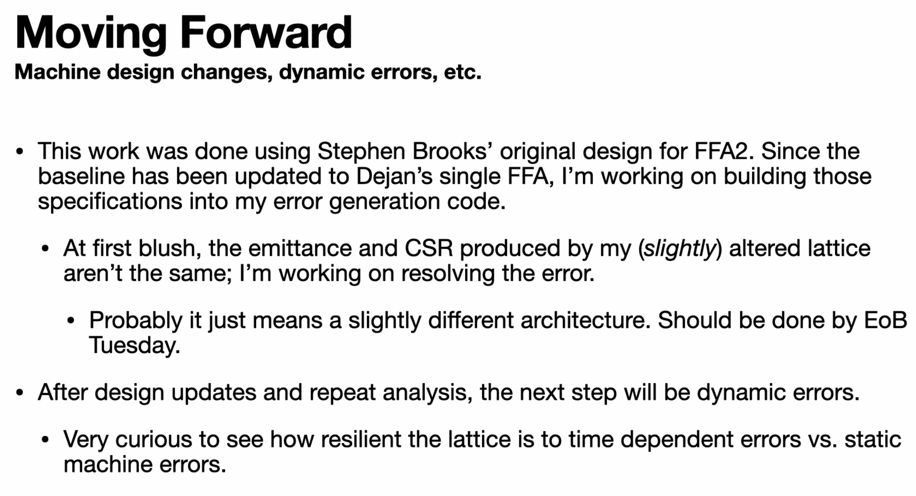 Moving Forward
Machine design changes, dynamic errors, etc.
• This work was done using Stephen Brooks’ original design for FFA2. Since the
baseline has been updated to Dejan’s single FFA, I’m working on building those
specifications into my error generation code.
• At first blush, the emittance and CSR produced by my (slightly) altered lattice
aren’t the same; I’m working on resolving the error.
• Probably it just means a slightly different architecture. Should be done by EoB
Tuesday.
• After design updates and repeat analysis, the next step will be dynamic errors.
• Very curious to see how resilient the lattice is to time dependent errors vs. static
machine errors.